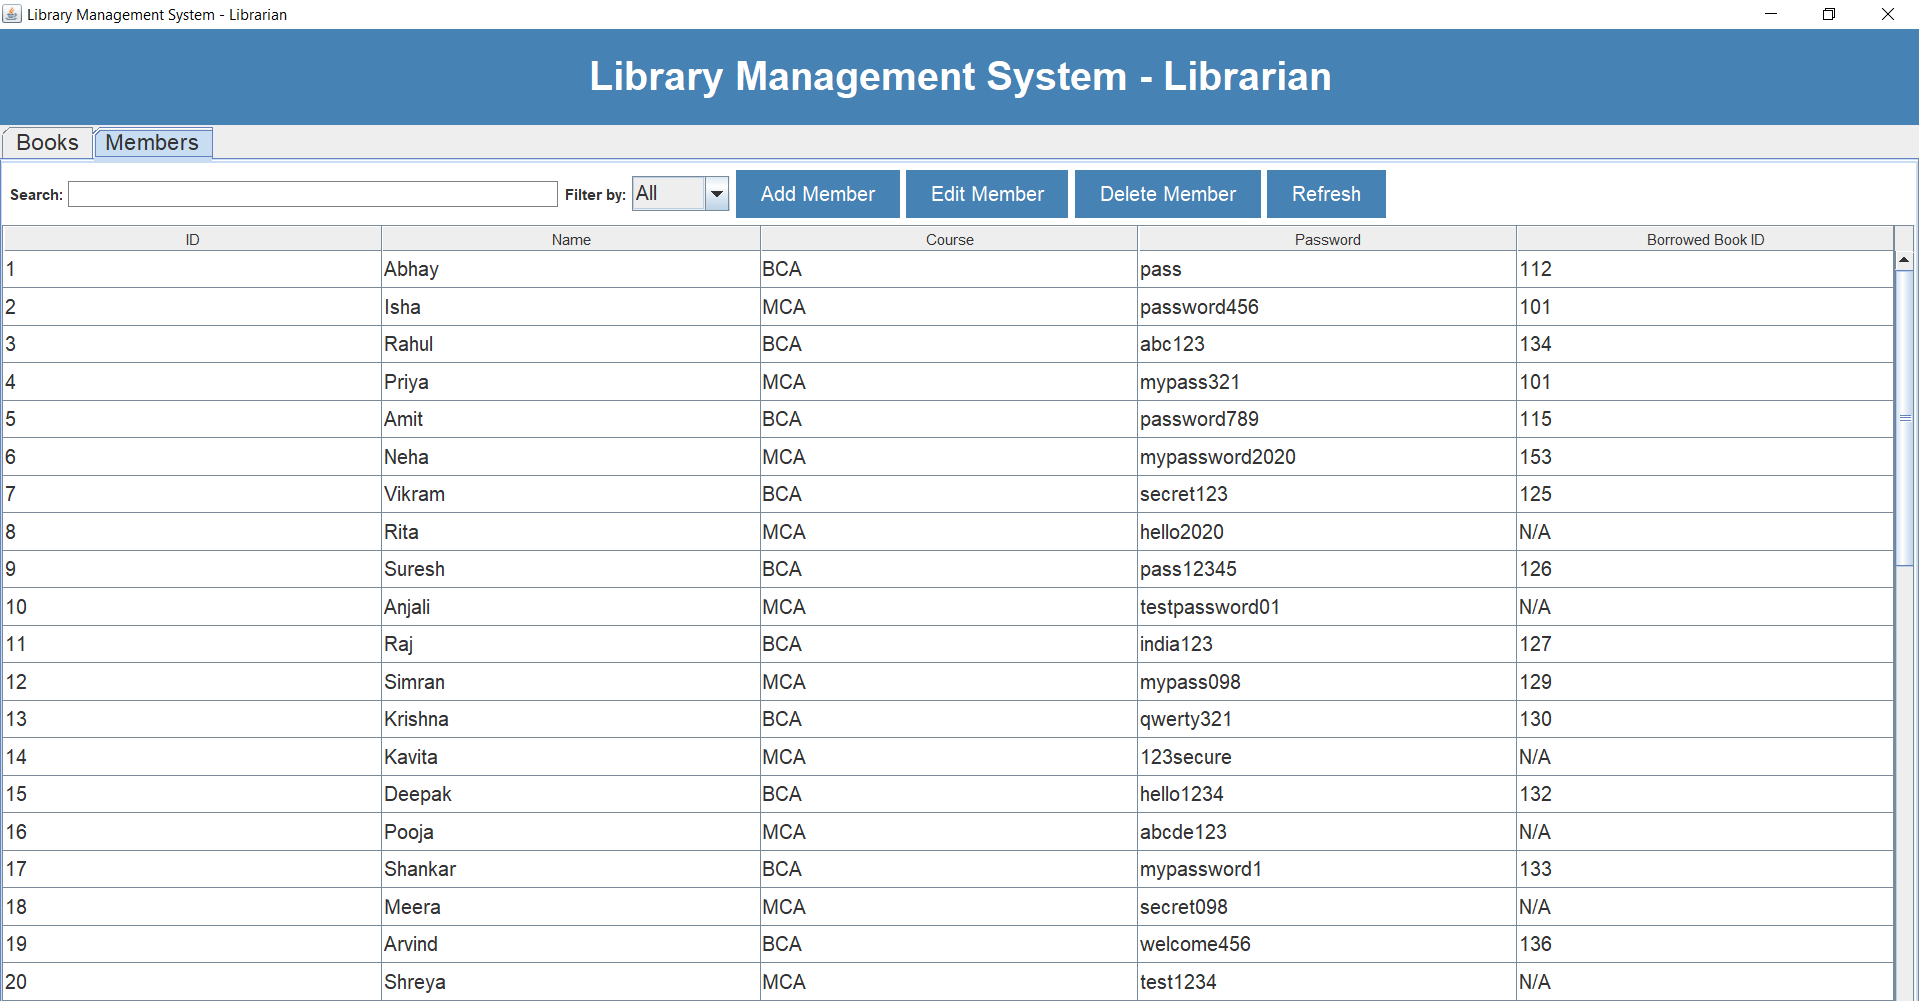 Library Management System - Librarian
Library Management System - Librarian
Books Members
Search: Filter by: All Add Member Edit Member Delete Member Refresh
ID Name Course Password Borrowed Book ID
1 Abhay BCA pass 112
2 Isha MCA password456 101
3 Rahul BCA abc123 134
4 Priya MCA mypass321 101
5 Amit BCA password789 115
6 Neha MCA mypassword2020 153
7 Vikram BCA secret123 125
8 Rita MCA hello2020 N/A
9 Suresh BCA pass12345 126
10 Anjali MCA testpassword01 N/A
11 Raj BCA india123 127
12 Simran MCA mypass098 129
13 Krishna BCA qwerty321 130
14 Kavita MCA 123secure N/A
15 Deepak BCA hello1234 132
16 Pooja MCA abcde123 N/A
17 Shankar BCA mypassword1 133
18 Meera MCA secret098 N/A
19 Arvind BCA welcome456 136
20 Shreya MCA test1234 N/A